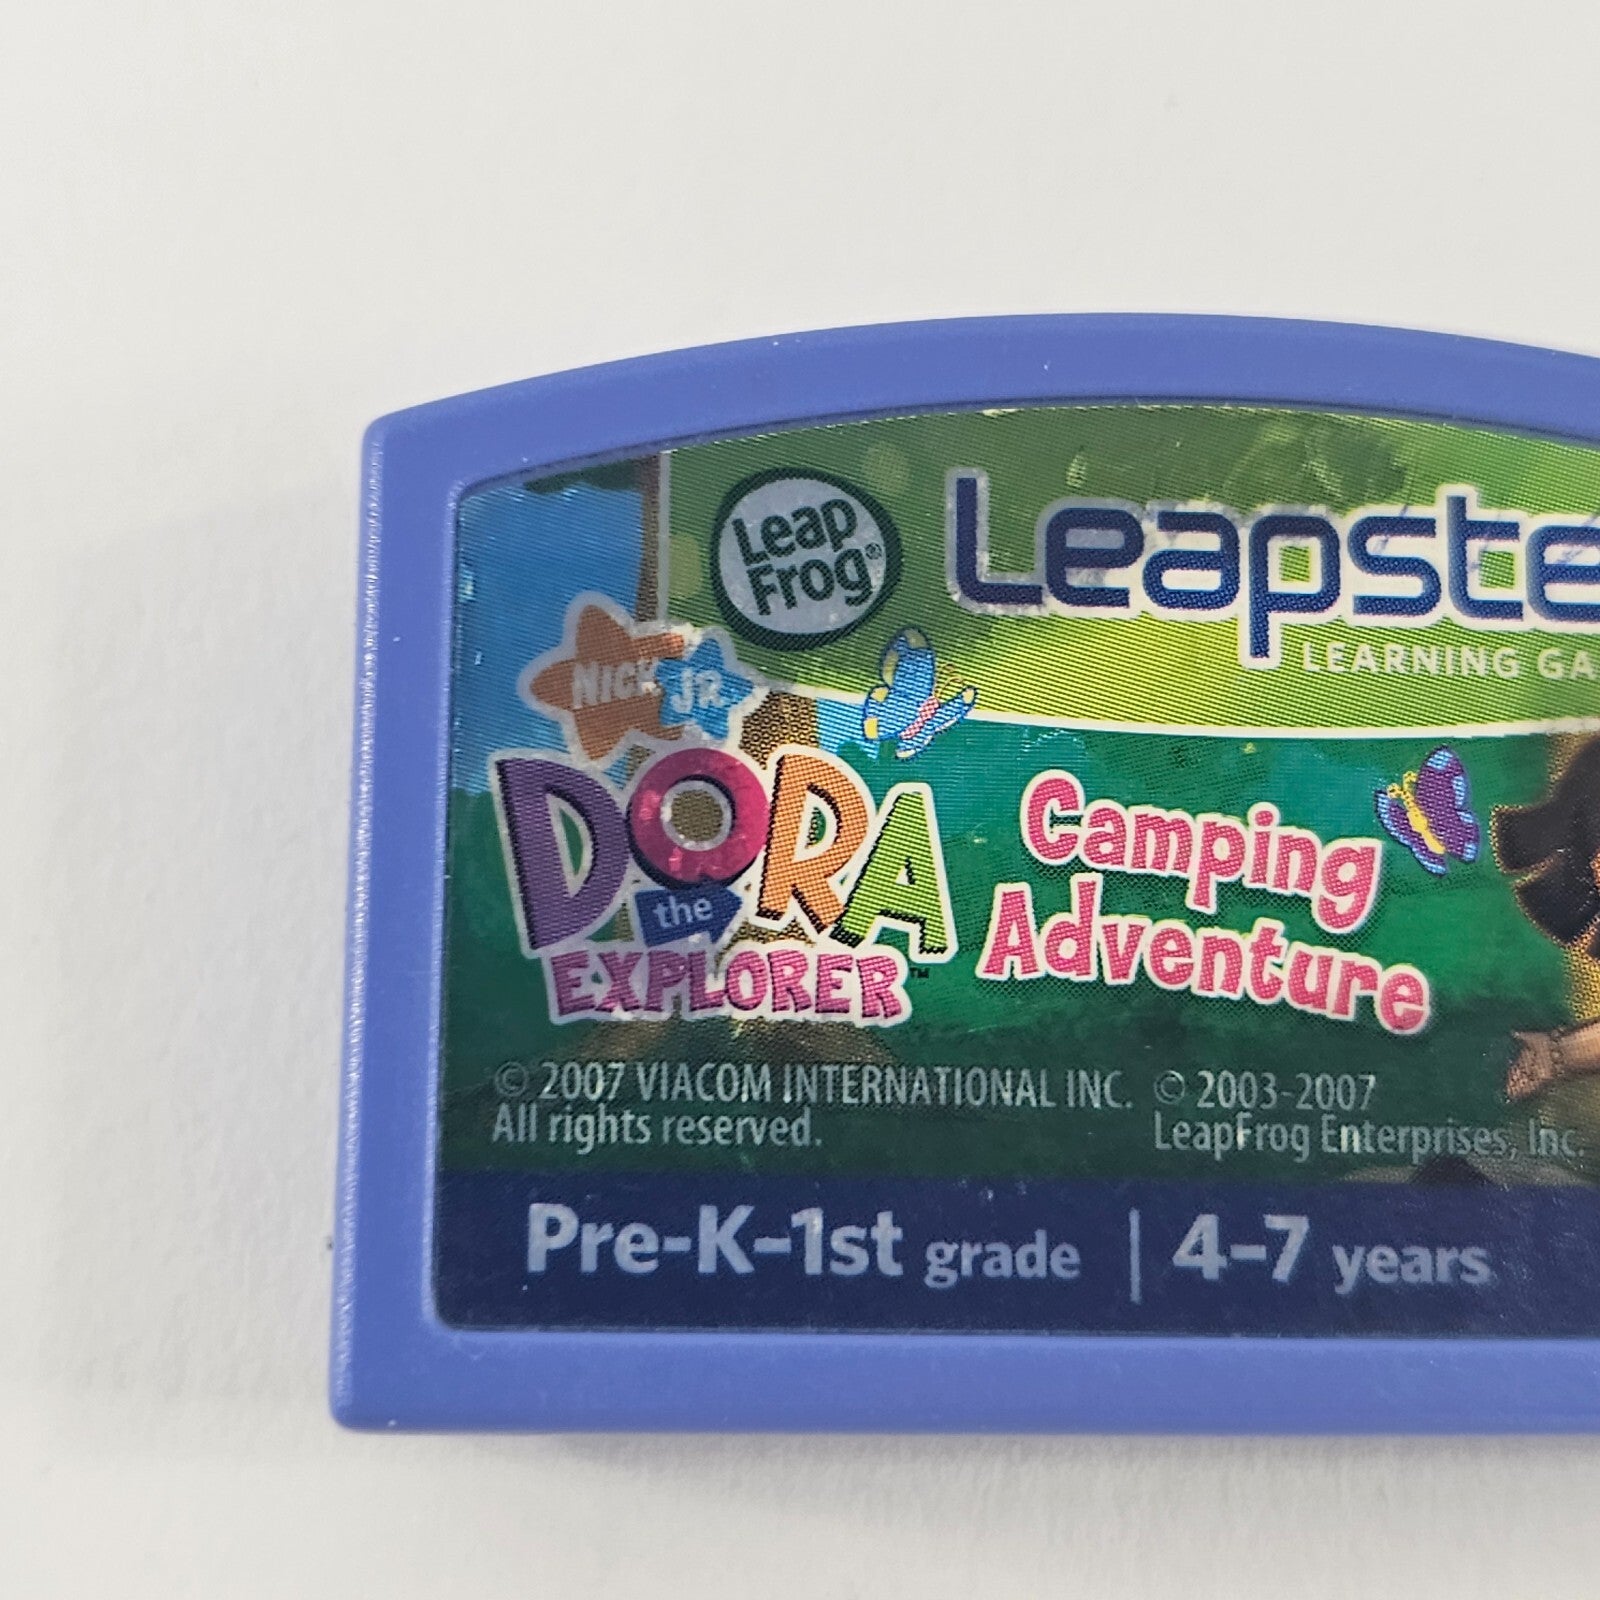 Leap
Frog®
Leapste
LEARNING GA
NICK JR.
DORA
the
EXPLORER™
Camping
Adventure
© 2007 VIACOM INTERNATIONAL INC.
All rights reserved.
© 2003-2007
LeapFrog Enterprises, Inc.
Pre-K–1st grade | 4–7 years